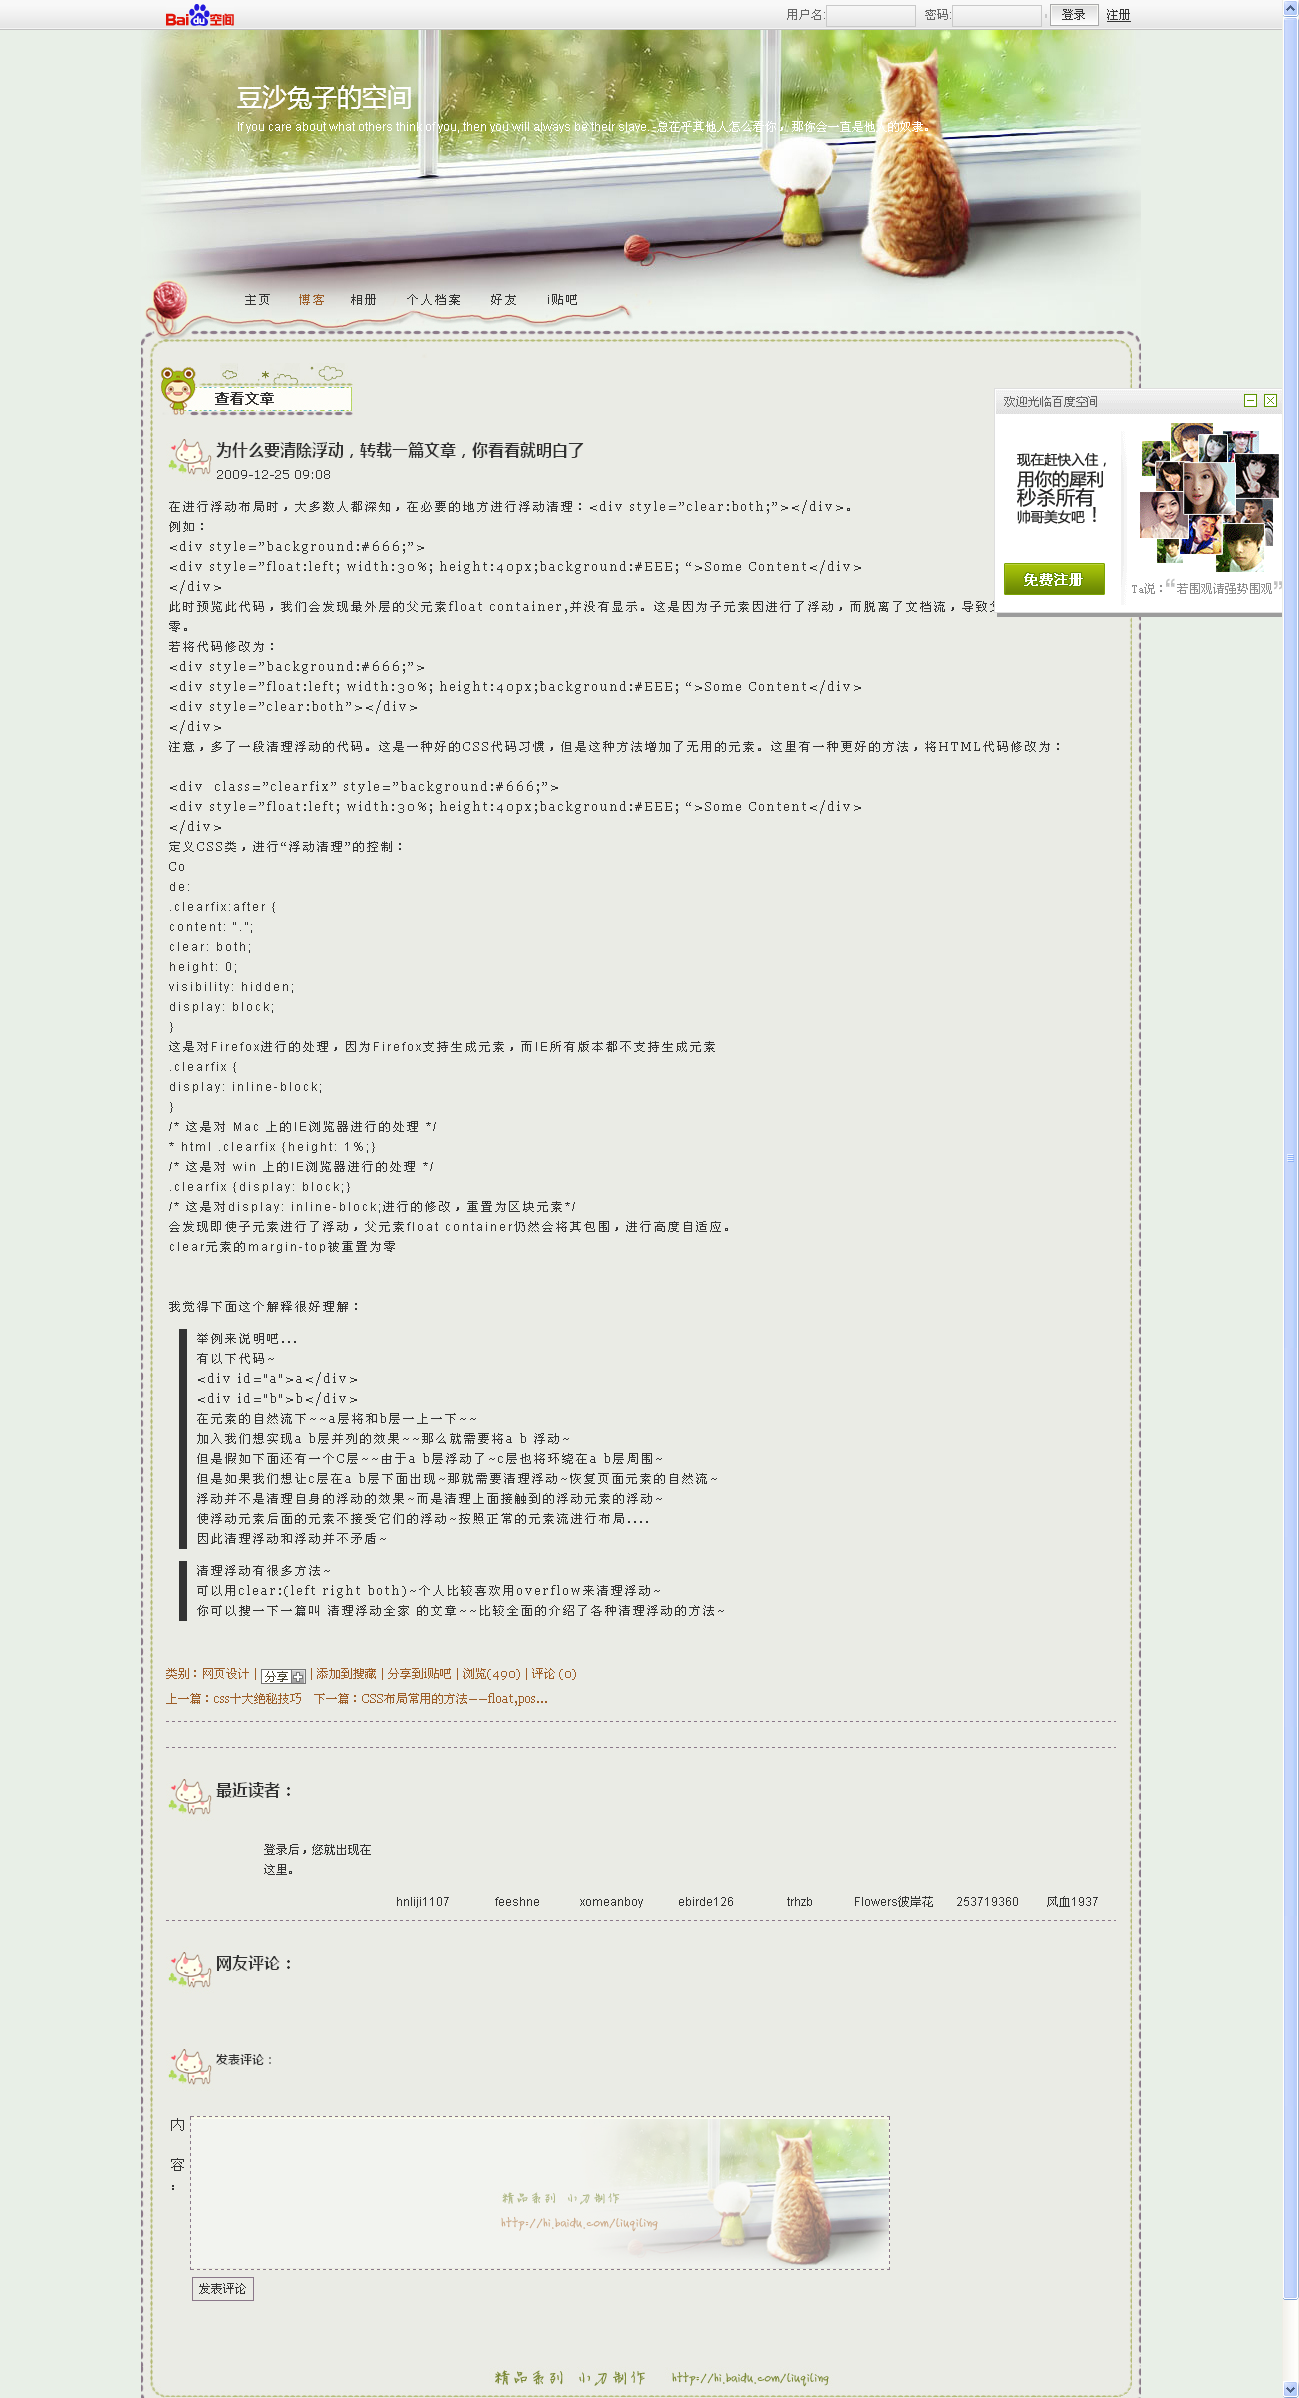 Bai du 空间
用户名: 密码: 登录 注册
豆沙兔子的空间
If you care about what others think of you, then you will always be their slave. -总在乎其他人怎么看你， 那你会一直是他 的奴隶。
主页 博客 相册 个人档案 好友 i贴吧
查看文章
欢迎光临百度空间
现在赶快入住，
用你的犀利
秒杀所有
帅哥美女吧！
免费注册
Ta说：“若围观请强势围观”
为什么要清除浮动，转载一篇文章，你看看就明白了
2009-12-25 09:08
在进行浮动布局时，大多数人都深知，在必要的地方进行浮动清理：<div style=”clear:both;”></div>。
例如：
<div style=”background:#666;”>
<div style=”float:left; width:30%; height:40px;background:#EEE; “>Some Content</div>
</div>
此时预览此代码，我们会发现最外层的父元素float container,并没有显示。这是因为子元素因进行了浮动，而脱离了文档流，导致
零。
若将代码修改为：
<div style=”background:#666;”>
<div style=”float:left; width:30%; height:40px;background:#EEE; “>Some Content</div>
<div style=”clear:both”></div>
</div>
注意，多了一段清理浮动的代码。这是一种好的CSS代码习惯，但是这种方法增加了无用的元素。这里有一种更好的方法，将HTML代码修改为：
<div  class=”clearfix” style=”background:#666;”>
<div style=”float:left; width:30%; height:40px;background:#EEE; “>Some Content</div>
</div>
定义CSS类，进行“浮动清理”的控制：
Co
de:
.clearfix:after {
content: ".";
clear: both;
height: 0;
visibility: hidden;
display: block;
}
这是对Firefox进行的处理，因为Firefox支持生成元素，而IE所有版本都不支持生成元素
.clearfix {
display: inline-block;
}
/* 这是对 Mac 上的IE浏览器进行的处理 */
* html .clearfix {height: 1%;}
/* 这是对 win 上的IE浏览器进行的处理 */
.clearfix {display: block;}
/* 这是对display: inline-block;进行的修改，重置为区块元素*/
会发现即使子元素进行了浮动，父元素float container仍然会将其包围，进行高度自适应。
clear元素的margin-top被重置为零
我觉得下面这个解释很好理解：
举例来说明吧...
有以下代码~
<div id="a">a</div>
<div id="b">b</div>
在元素的自然流下~~a层将和b层一上一下~~
加入我们想实现a b层并列的效果~~那么就需要将a b 浮动~
但是假如下面还有一个C层~~由于a b层浮动了~c层也将环绕在a b层周围~
但是如果我们想让c层在a b层下面出现~那就需要清理浮动~恢复页面元素的自然流~
浮动并不是清理自身的浮动的效果~而是清理上面接触到的浮动元素的浮动~
使浮动元素后面的元素不接受它们的浮动~按照正常的元素流进行布局....
因此清理浮动和浮动并不矛盾~
清理浮动有很多方法~
可以用clear:(left right both)~个人比较喜欢用overflow来清理浮动~
你可以搜一下一篇叫 清理浮动全家 的文章~~比较全面的介绍了各种清理浮动的方法~
类别：网页设计 | 分享 | 添加到搜藏 | 分享到i贴吧 | 浏览(490) | 评论 (0)
上一篇：css十大绝秘技巧 下一篇：CSS布局常用的方法——float,pos...
最近读者：
登录后，您就出现在
这里。
hnliji1107 feeshne xomeanboy ebirde126 trhzb Flowers彼岸花 253719360 风血1937
网友评论：
发表评论：
内
容
：
精品系列 小刀制作
http://hi.baidu.com/liuqiling
发表评论
精品系列 小刀制作 http://hi.baidu.com/liuqiling